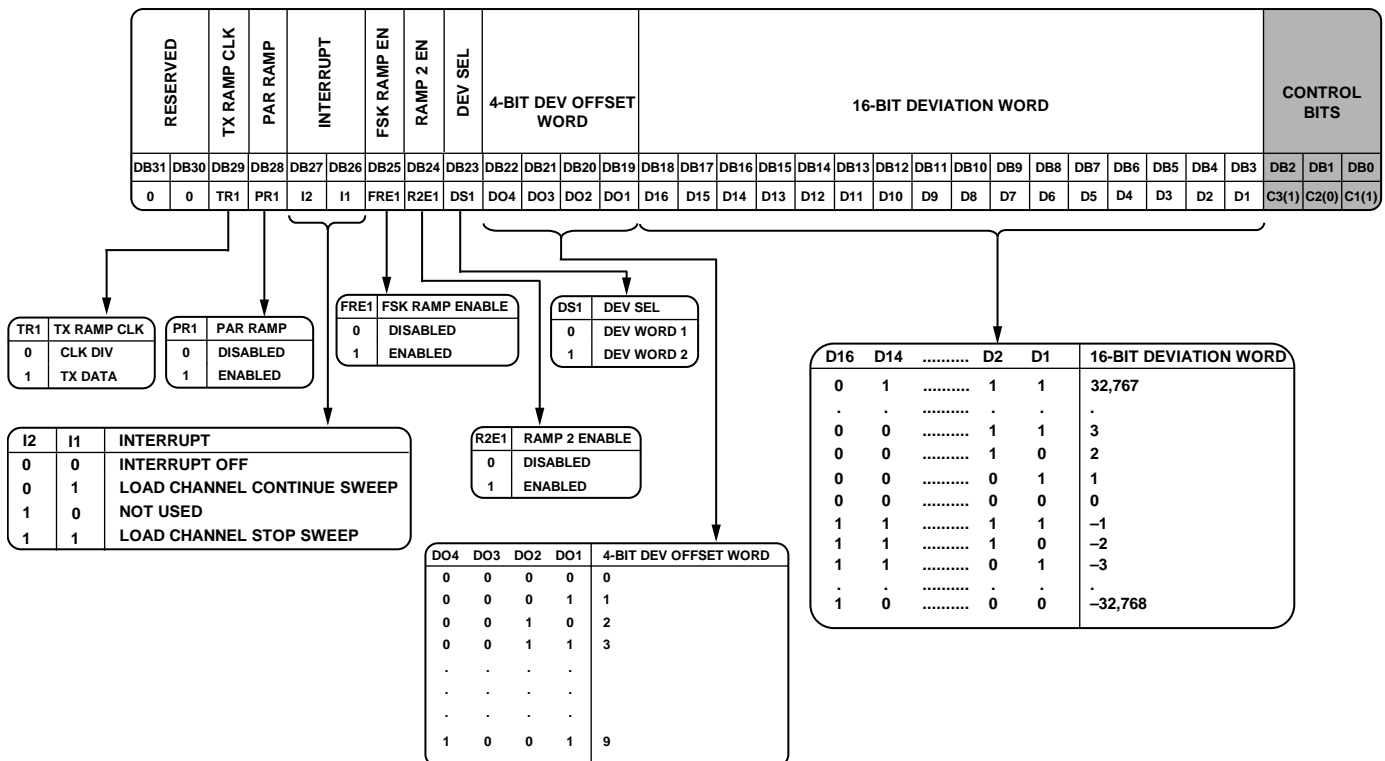 RESERVED
TX RAMP CLK
PAR RAMP
INTERRUPT
FSK RAMP EN
RAMP 2 EN
DEV SEL
4-BIT DEV OFFSET
WORD
16-BIT DEVIATION WORD
CONTROL
BITS
DB31 DB30 DB29 DB28 DB27 DB26 DB25 DB24 DB23 DB22 DB21 DB20 DB19 DB18 DB17 DB16 DB15 DB14 DB13 DB12 DB11 DB10 DB9 DB8 DB7 DB6 DB5 DB4 DB3 DB2 DB1 DB0
0 0 TR1 PR1 I2 I1 FRE1 R2E1 DS1 DO4 DO3 DO2 DO1 D16 D15 D14 D13 D12 D11 D10 D9 D8 D7 D6 D5 D4 D3 D2 D1 C3(1) C2(0) C1(1)
TR1 TX RAMP CLK
0 CLK DIV
1 TX DATA
PR1 PAR RAMP
0 DISABLED
1 ENABLED
FRE1 FSK RAMP ENABLE
0 DISABLED
1 ENABLED
DS1 DEV SEL
0 DEV WORD 1
1 DEV WORD 2
I2 I1 INTERRUPT
0 0 INTERRUPT OFF
0 1 LOAD CHANNEL CONTINUE SWEEP
1 0 NOT USED
1 1 LOAD CHANNEL STOP SWEEP
R2E1 RAMP 2 ENABLE
0 DISABLED
1 ENABLED
D16 D14 .......... D2 D1 16-BIT DEVIATION WORD
0 1 .......... 1 1 32,767
. . .......... . . .
0 0 .......... 1 1 3
0 0 .......... 1 0 2
0 0 .......... 0 1 1
0 0 .......... 0 0 0
1 1 .......... 1 1 –1
1 1 .......... 1 0 –2
1 1 .......... 0 1 –3
. . .......... . . .
1 0 .......... 0 0 –32,768
DO4 DO3 DO2 DO1 4-BIT DEV OFFSET WORD
0 0 0 0 0
0 0 0 1 1
0 0 1 0 2
0 0 1 1 3
. . . .
. . . .
. . . .
1 0 0 1 9